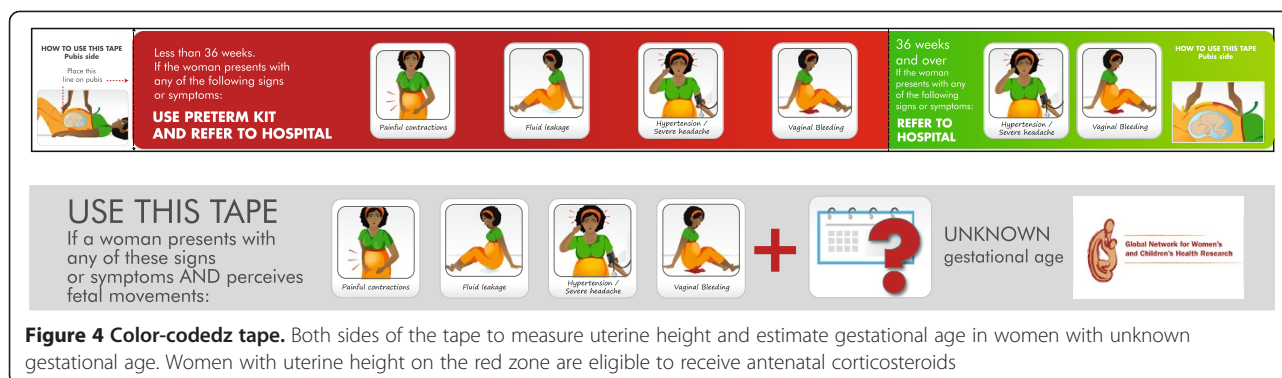 HOW TO USE THIS TAPE
Pubis side
Place this
line on pubis
Less than 36 weeks.
If the woman presents with
any of the following signs
or symptoms:
USE PRETERM KIT
AND REFER TO HOSPITAL
Painful contractions
Fluid leakage
Hypertension /
Severe headache
Vaginal Bleeding
36 weeks
and over
If the woman
presents with any
of the following
signs or symptoms:
REFER TO
HOSPITAL
Hypertension /
Severe headache
Vaginal Bleeding
HOW TO USE THIS TAPE
Pubis side
USE THIS TAPE
If a woman presents with
any of these signs
or symptoms AND perceives
fetal movements:
Painful contractions
Fluid leakage
Hypertension /
Severe headache
Vaginal Bleeding
+
?
UNKNOWN
gestational age
Global Network for Women's
and Children's Health Research
Figure 4 Color-codedz tape. Both sides of the tape to measure uterine height and estimate gestational age in women with unknown
gestational age. Women with uterine height on the red zone are eligible to receive antenatal corticosteroids